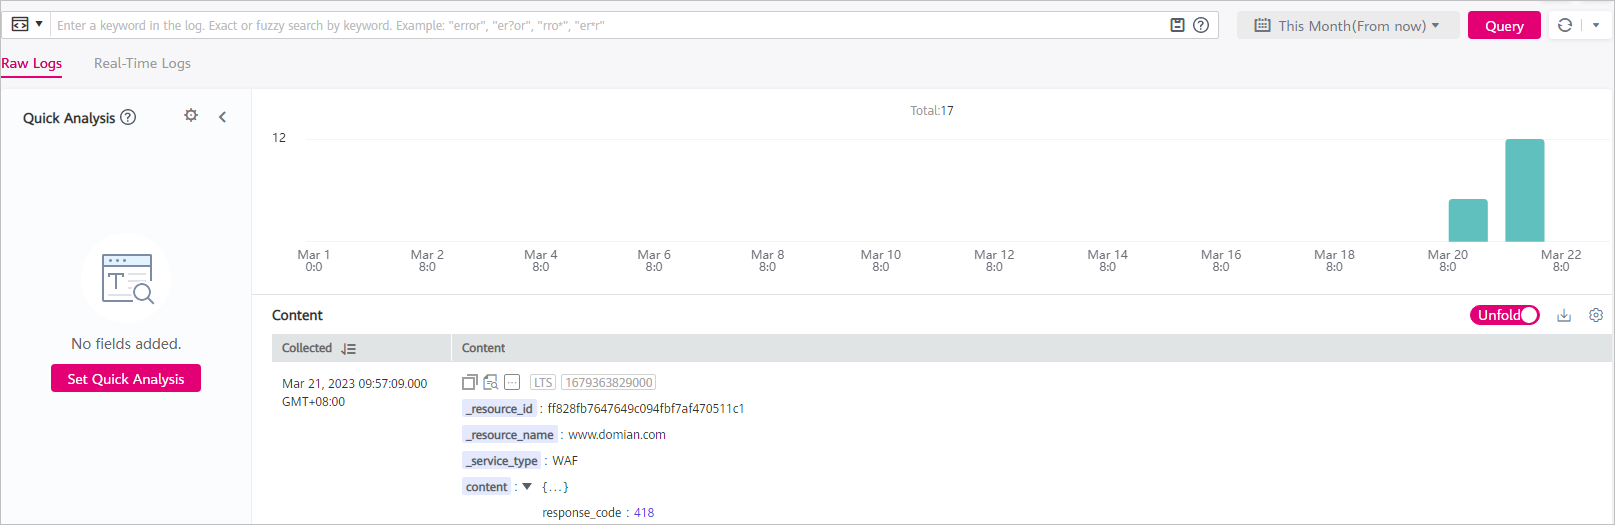 Enter a keyword in the log. Exact or fuzzy search by keyword. Example: "error", "er?or", "rro*", "er*r"
This Month(From now)
Query
Raw Logs
Real-Time Logs
Quick Analysis
Total:17
12
Mar 1 0:0
Mar 2 8:0
Mar 4 8:0
Mar 6 8:0
Mar 8 8:0
Mar 10 8:0
Mar 12 8:0
Mar 14 8:0
Mar 16 8:0
Mar 18 8:0
Mar 20 8:0
Mar 22 8:0
No fields added.
Set Quick Analysis
Content
Unfold
Collected
Content
Mar 21, 2023 09:57:09.000
GMT+08:00
LTS 1679363829000
_resource_id : ff828fb7647649c094fbf7af470511c1
_resource_name : www.domian.com
_service_type : WAF
content : {...}
response_code : 418